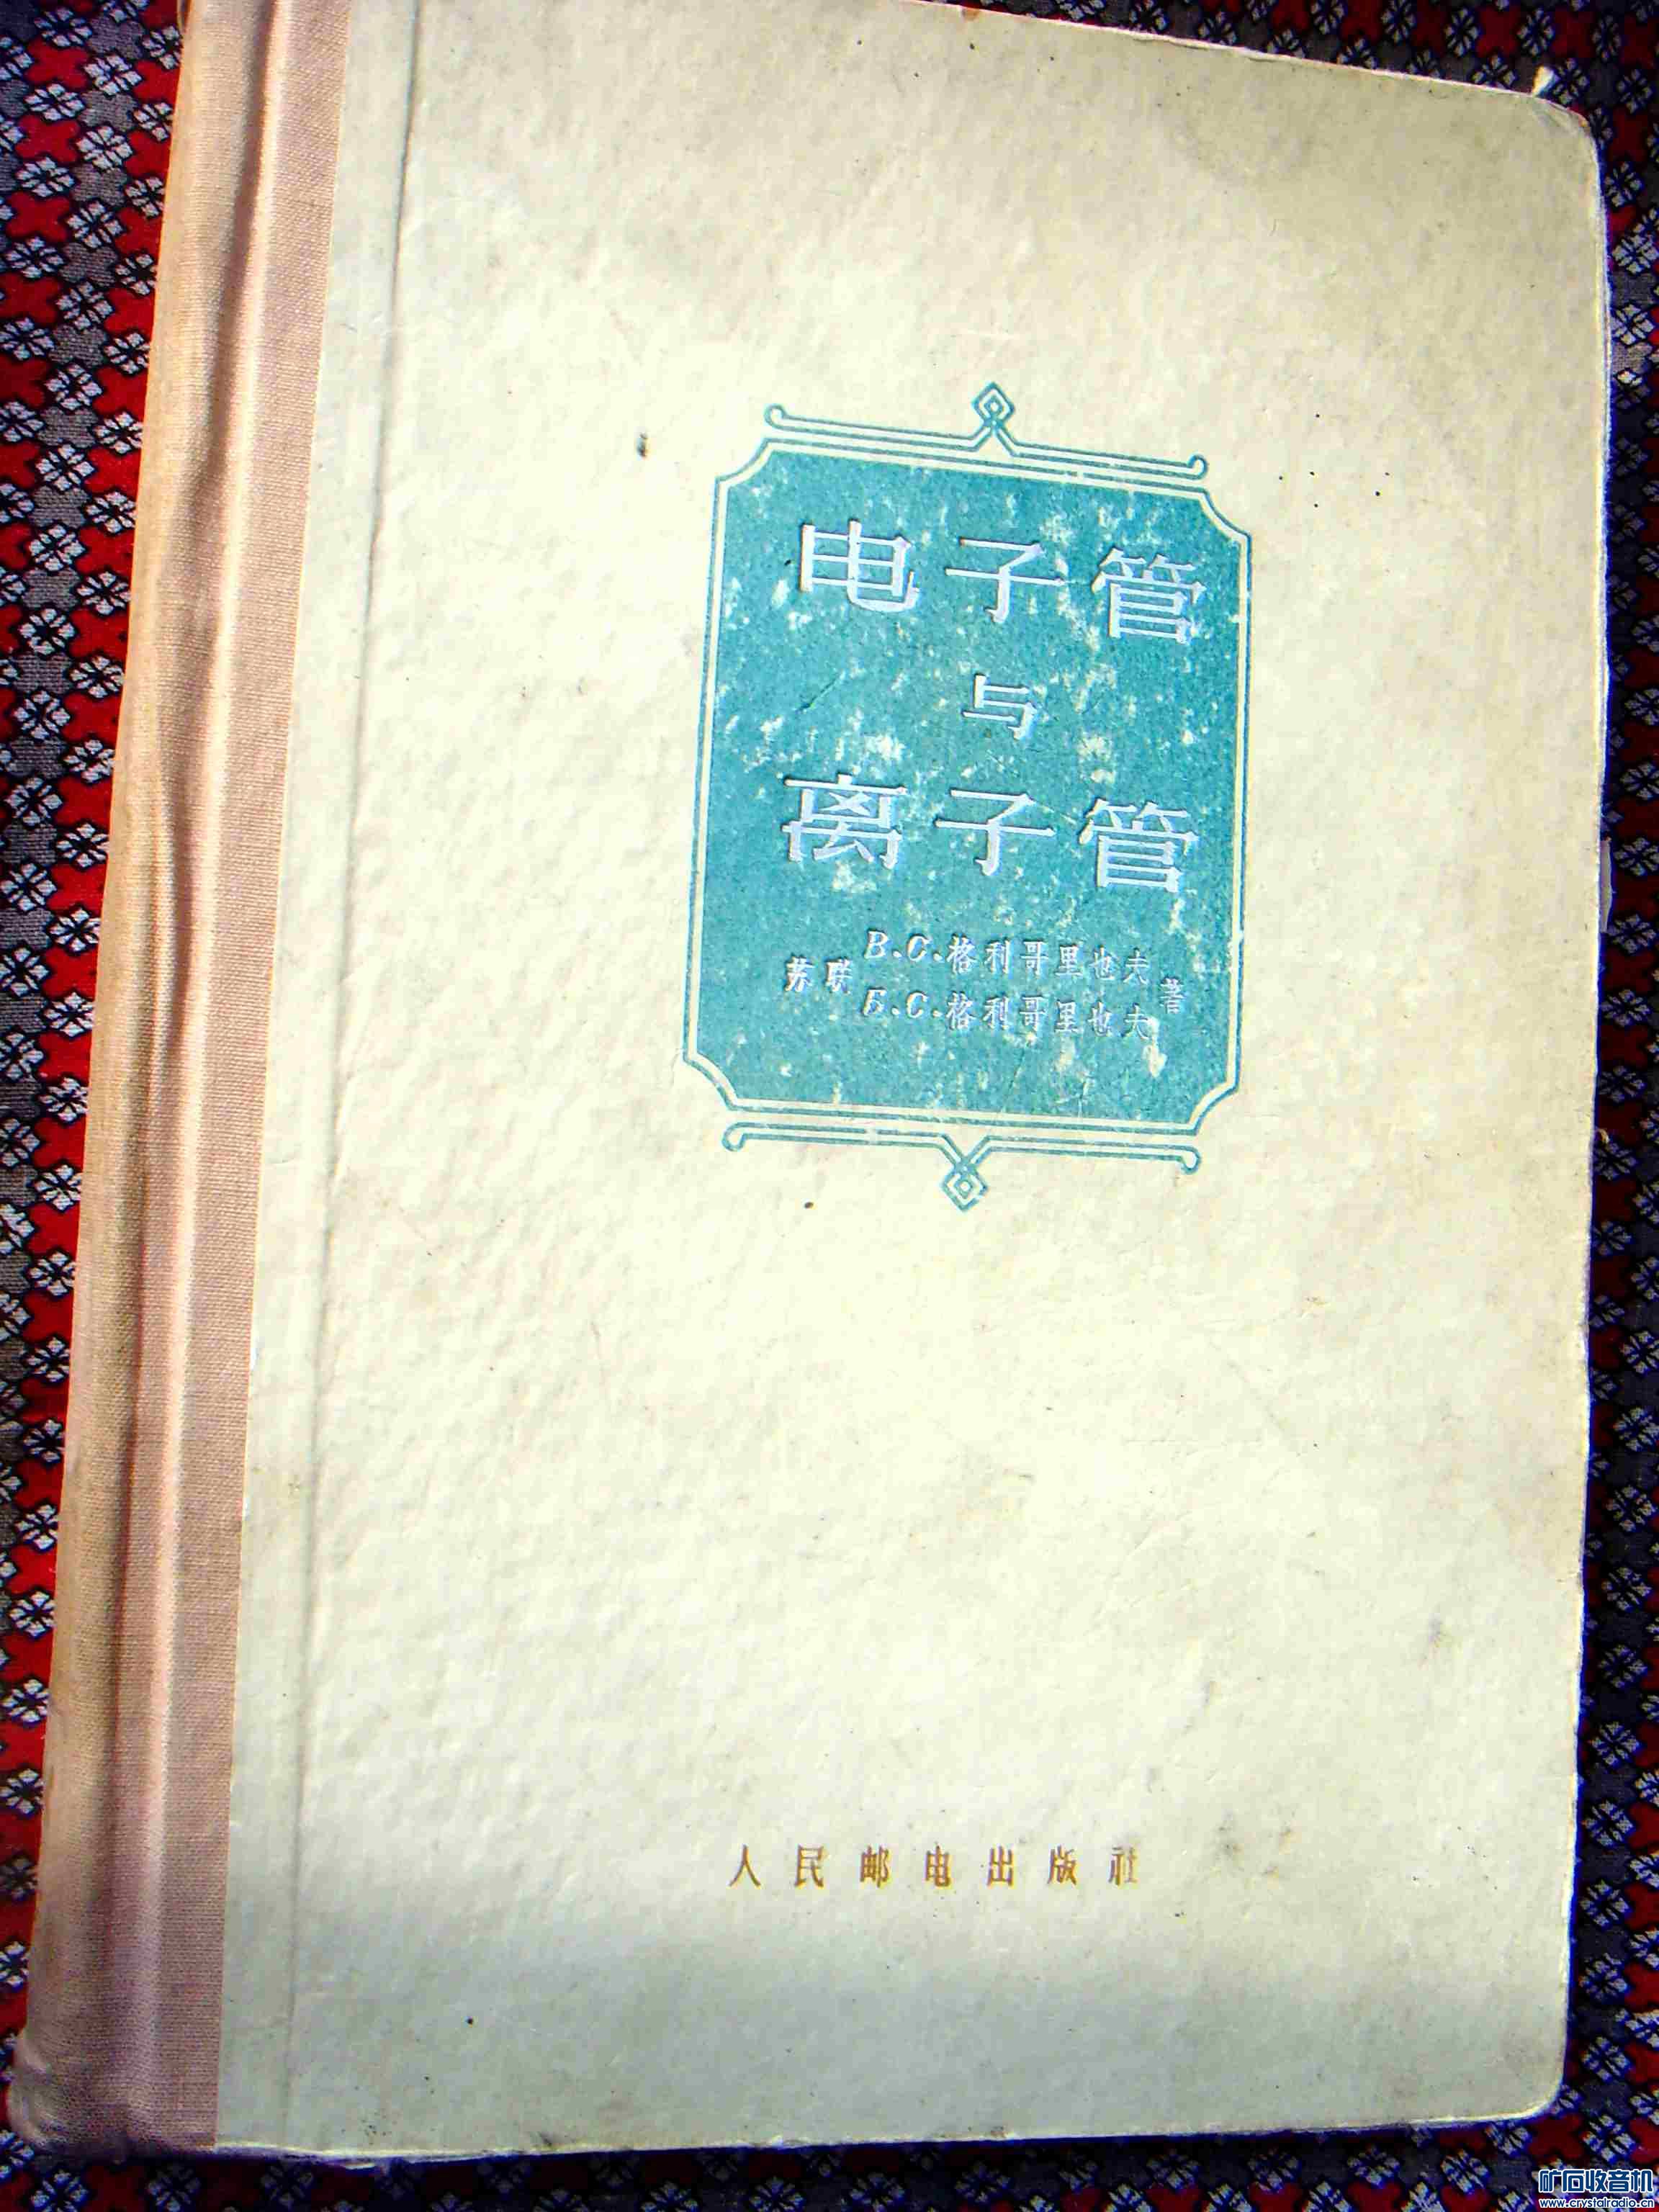 电子管
与
离子管
苏联 В.С.格利哥里也夫
Б.С.格利哥里也夫 著
人民邮电出版社
矿石收音机
www.crystalradio.cn